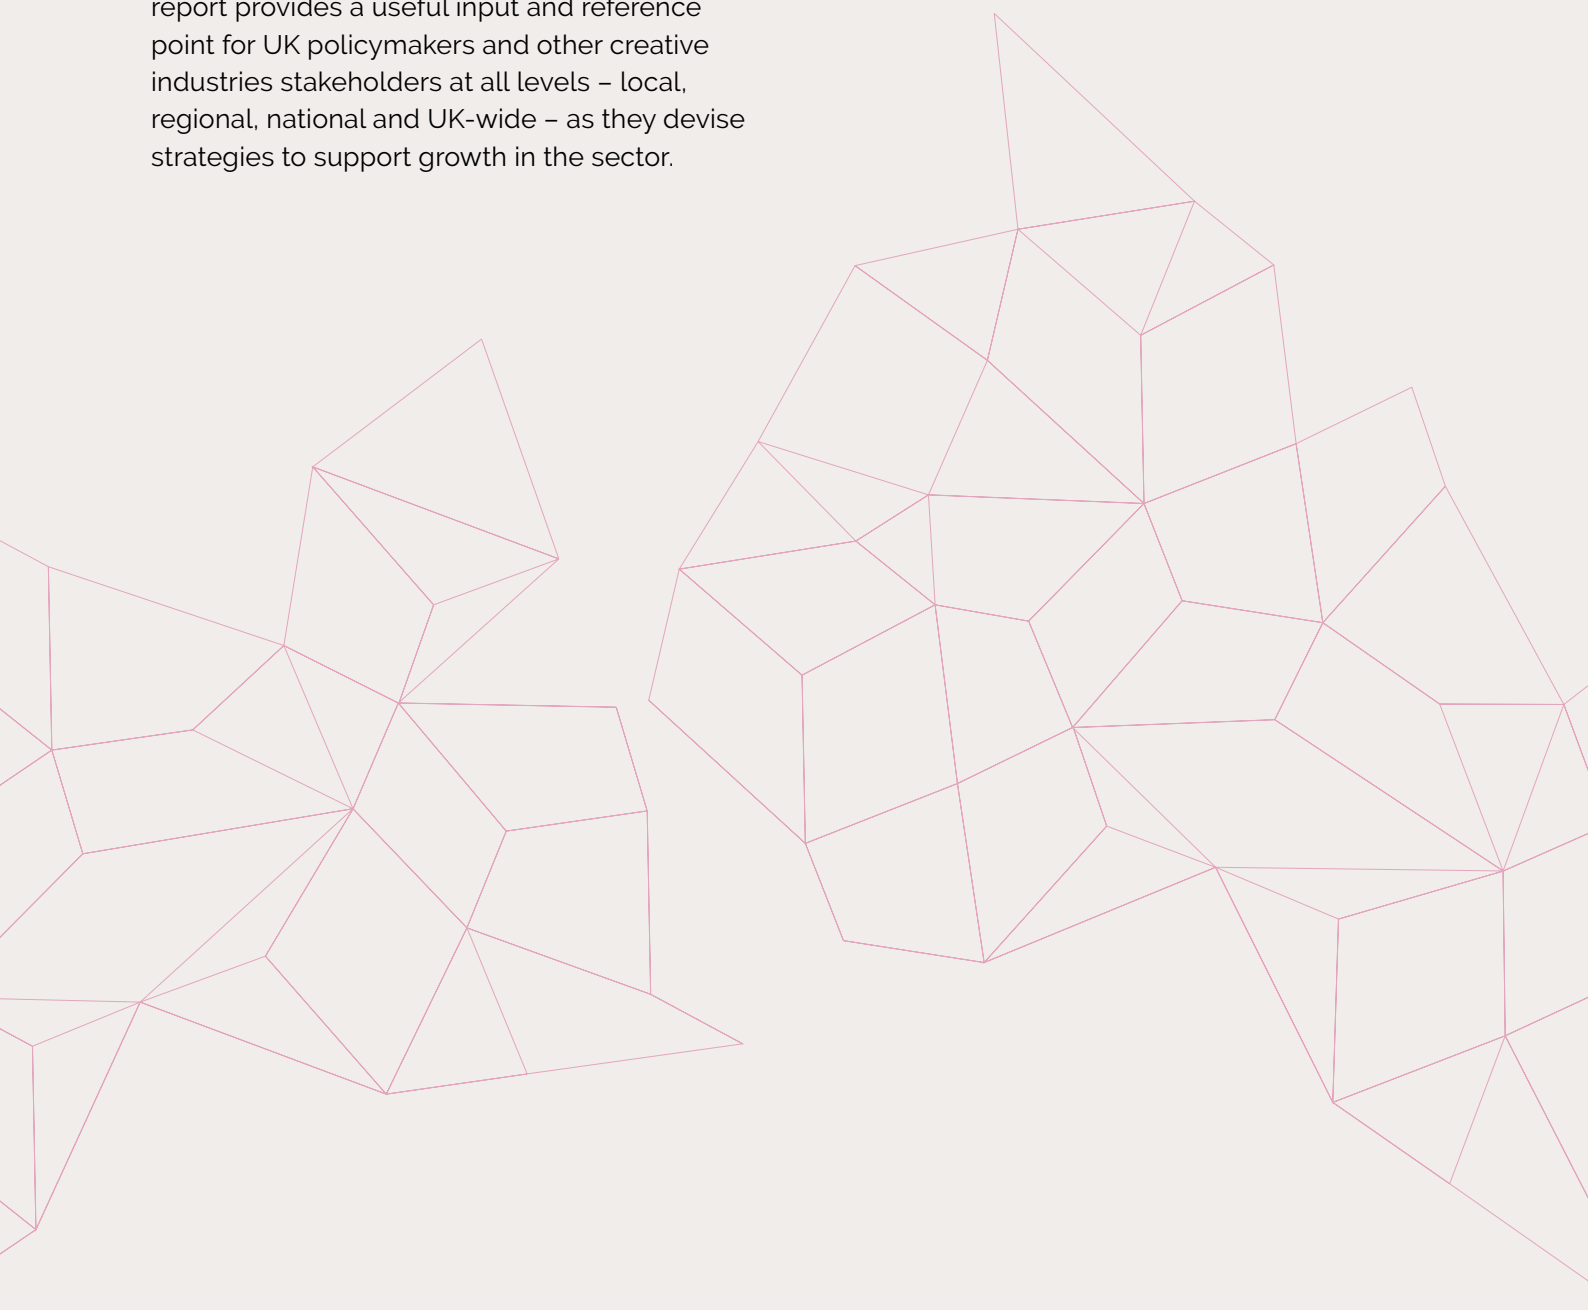 report provides a useful input and reference
point for UK policymakers and other creative
industries stakeholders at all levels – local,
regional, national and UK-wide – as they devise
strategies to support growth in the sector.